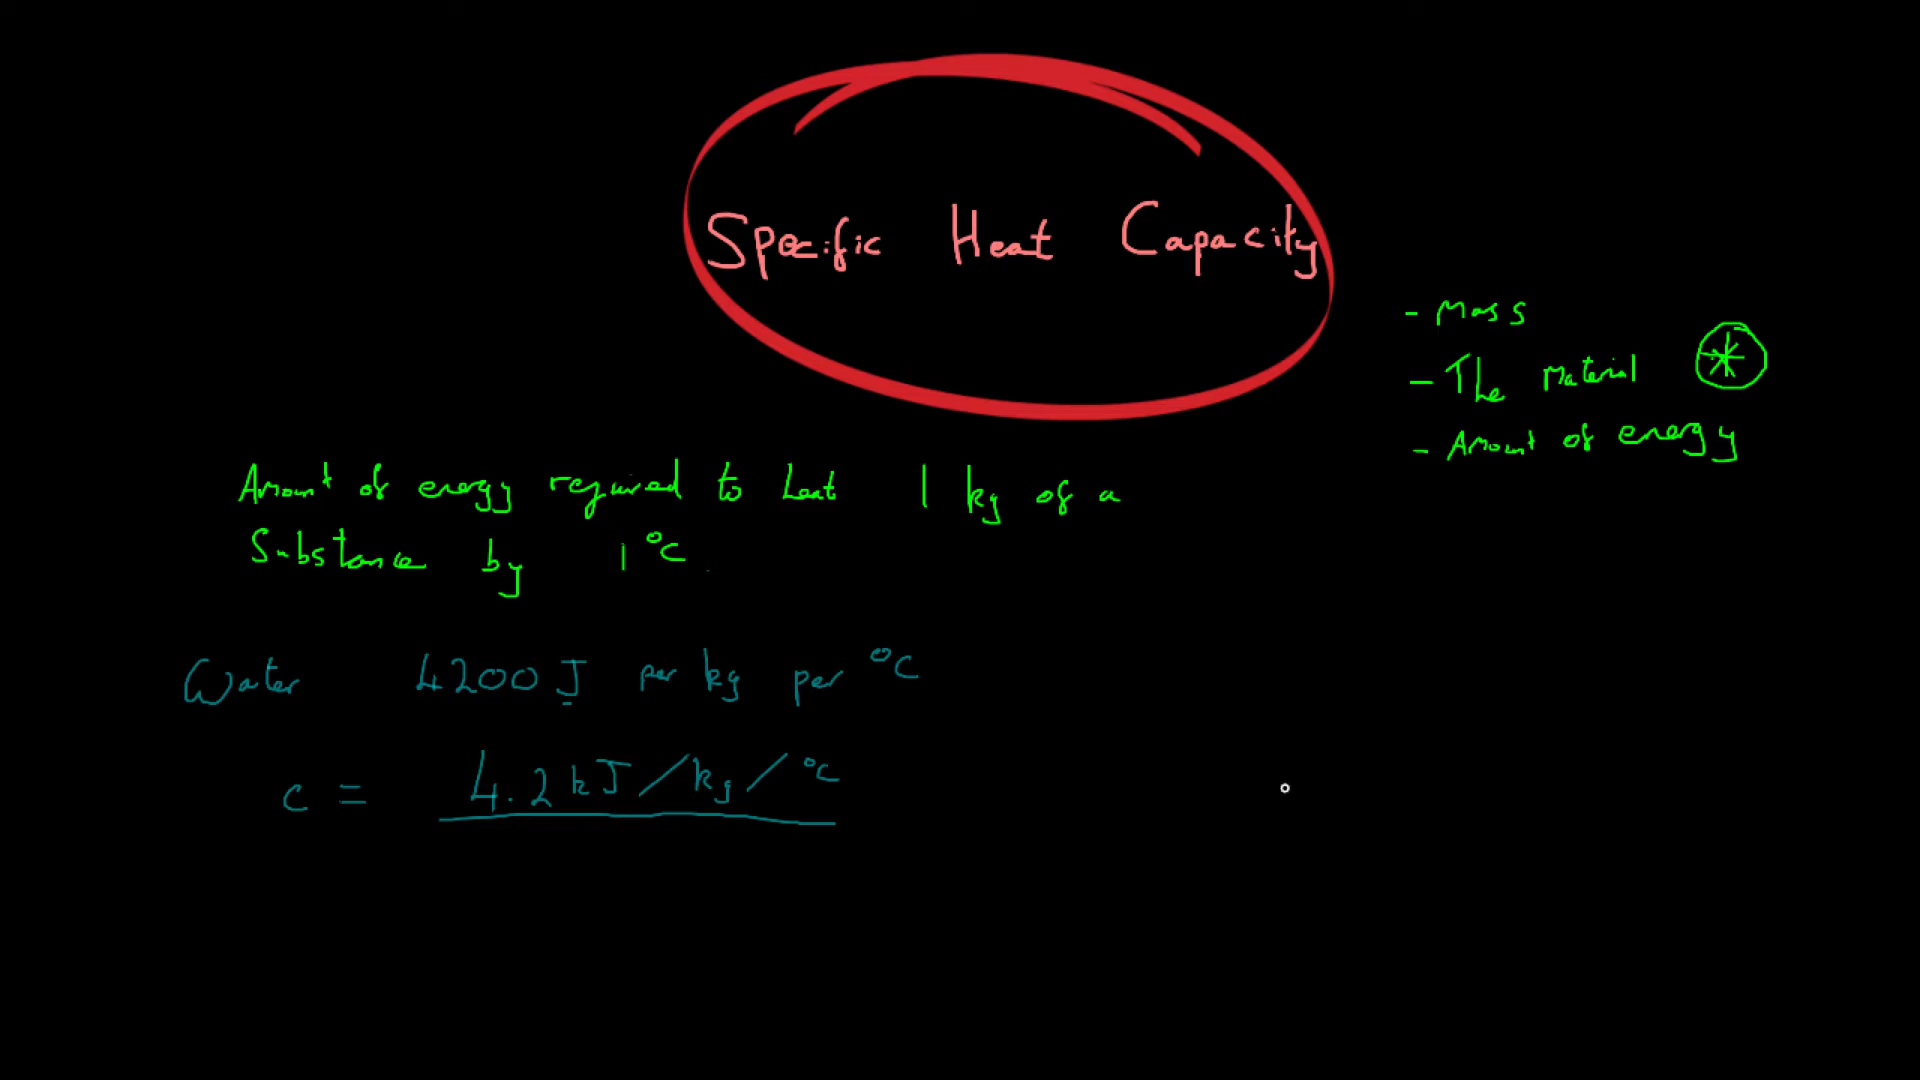 Specific Heat Capacity
- Mass
- The Material
- Amount of energy
Amount of energy required to heat 1 kg of a
Substance by 1 °C
Water 4200 J per kg per °C
c = 4.2 kJ/kg/°C